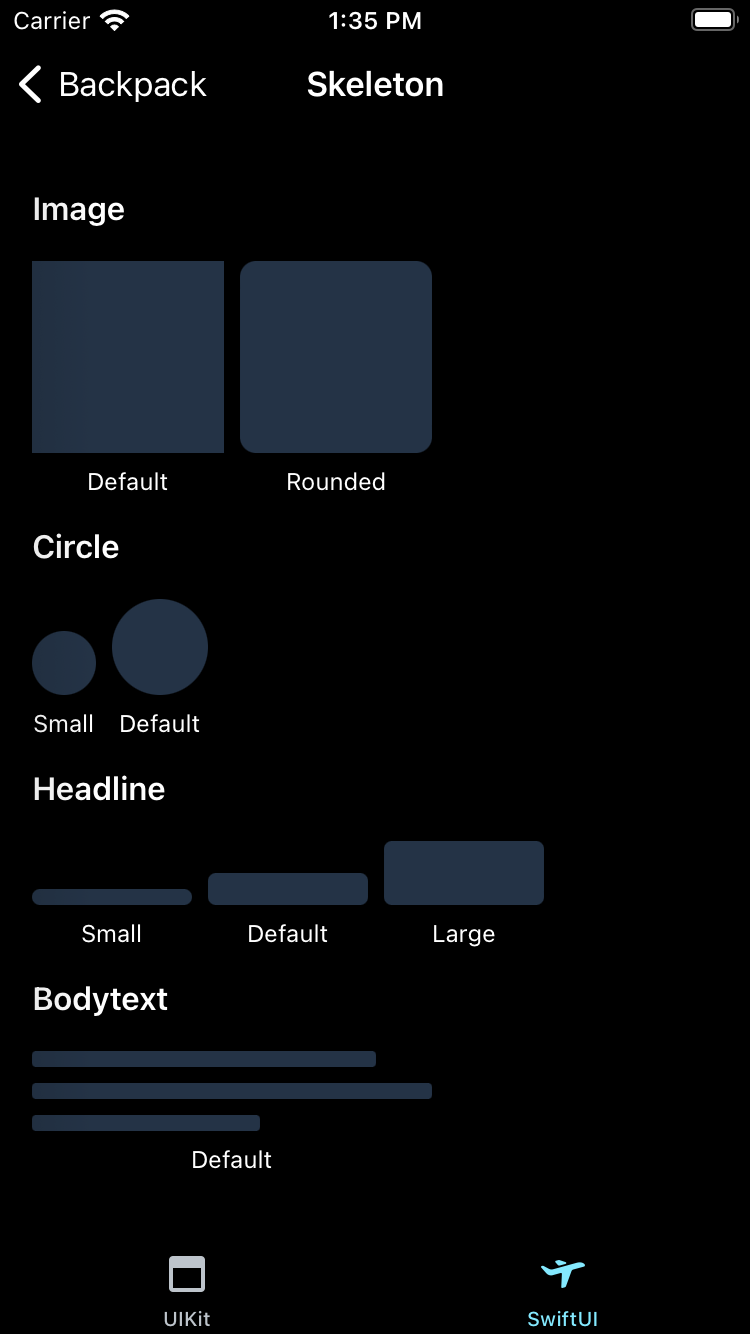 Carrier 1:35 PM
Backpack Skeleton
Image
Default Rounded
Circle
Small Default
Headline
Small Default Large
Bodytext
Default
UIKit SwiftUI